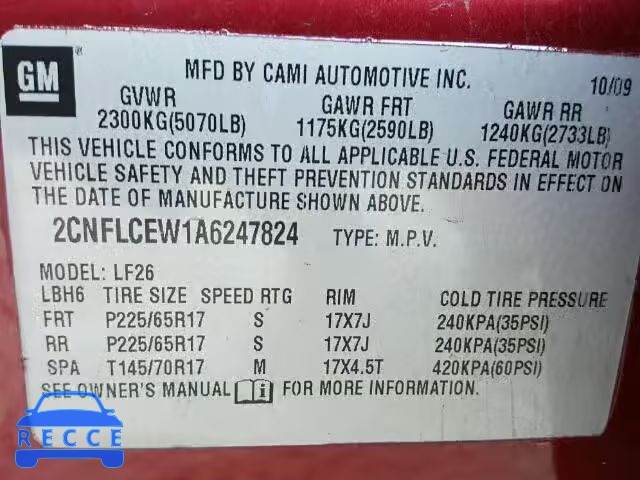 GM
MFD BY CAMI AUTOMOTIVE INC. 10/09
GVWR GAWR FRT GAWR RR
2300KG(5070LB) 1175KG(2590LB) 1240KG(2733LB)
THIS VEHICLE CONFORMS TO ALL APPLICABLE U.S. FEDERAL MOTOR
VEHICLE SAFETY AND THEFT PREVENTION STANDARDS IN EFFECT ON
THE DATE OF MANUFACTURE SHOWN ABOVE.
2CNFLCEW1A6247824 TYPE: M.P.V.
MODEL: LF26
LBH6 TIRE SIZE SPEED RTG RIM COLD TIRE PRESSURE
FRT P225/65R17 S 17X7J 240KPA(35PSI)
RR P225/65R17 S 17X7J 240KPA(35PSI)
SPA T145/70R17 M 17X4.5T 420KPA(60PSI)
SEE OWNER'S MANUAL FOR MORE INFORMATION.
RECCE